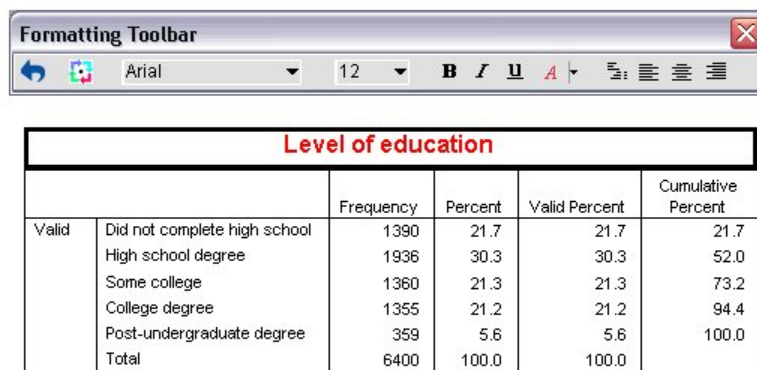 Formatting Toolbar
Arial 12 B I U A
Level of education
Frequency Percent Valid Percent Cumulative Percent
Valid Did not complete high school 1390 21.7 21.7 21.7
High school degree 1936 30.3 30.3 52.0
Some college 1360 21.3 21.3 73.2
College degree 1355 21.2 21.2 94.4
Post-undergraduate degree 359 5.6 5.6 100.0
Total 6400 100.0 100.0